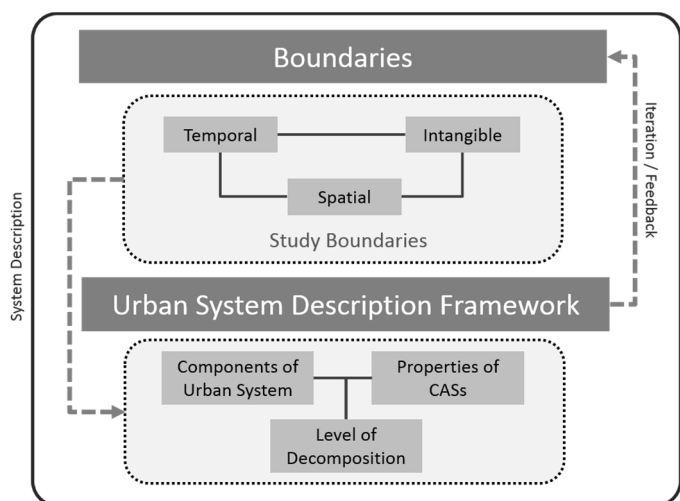 Boundaries
Temporal
Intangible
Spatial
Study Boundaries
Iteration / Feedback
System Description
Urban System Description Framework
Components of
Urban System
Properties of
CASs
Level of
Decomposition